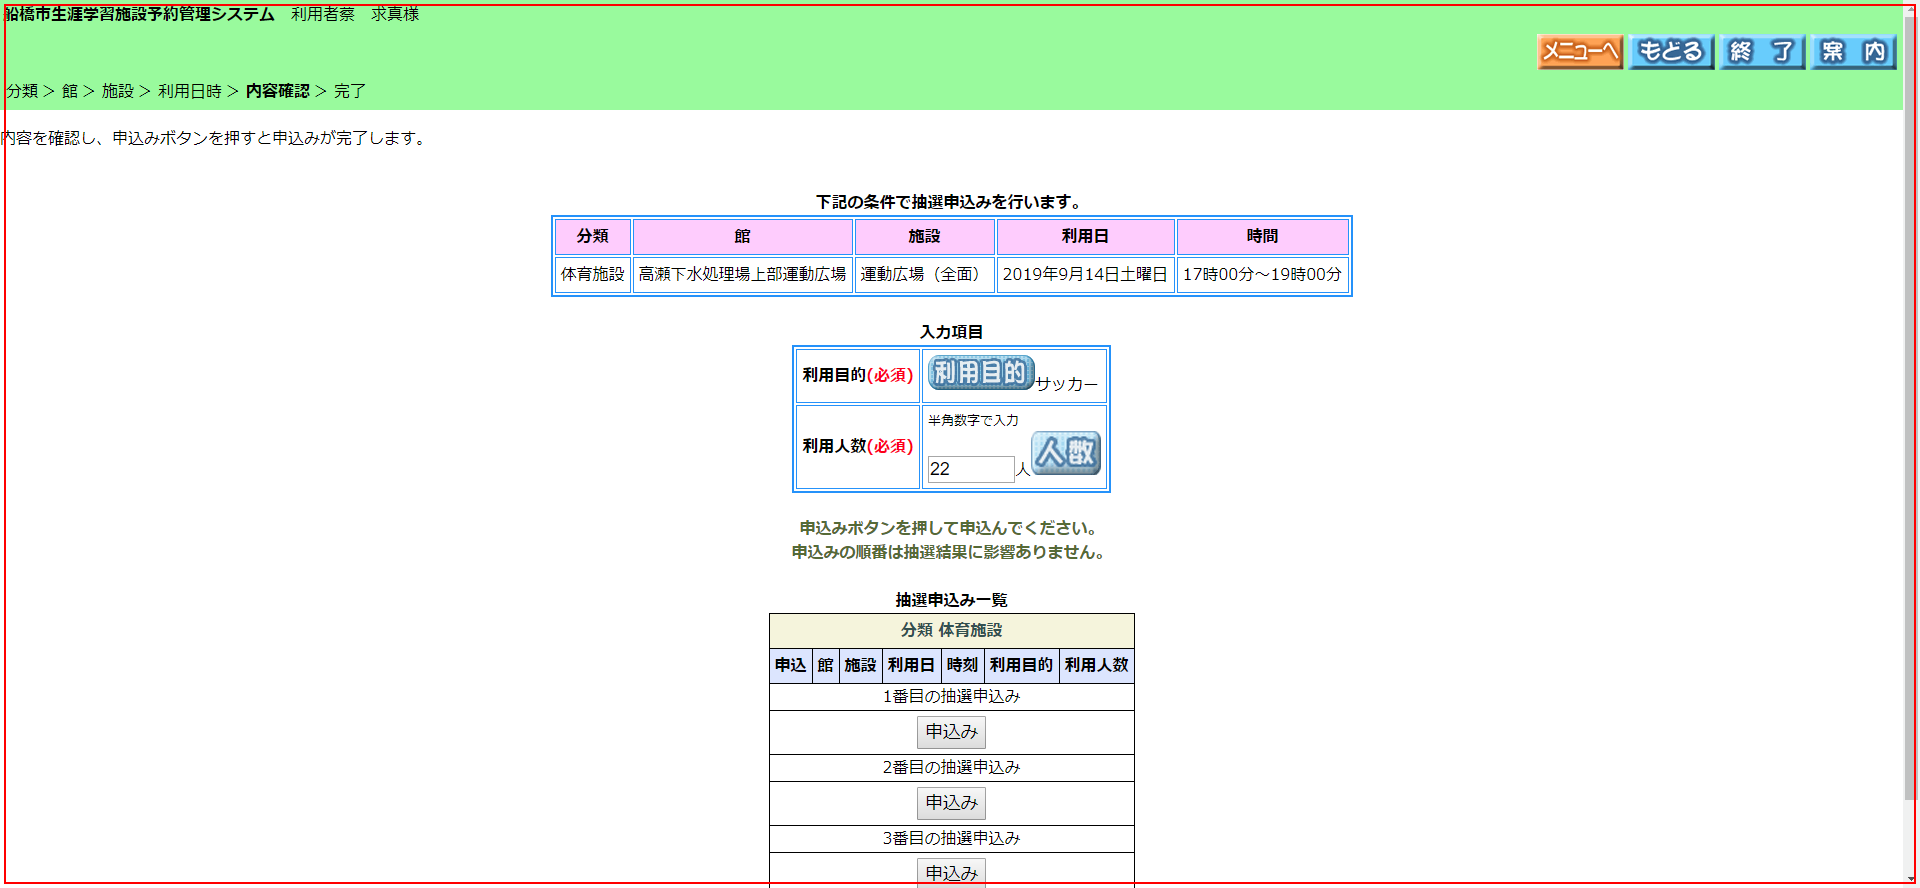 船橋市生涯学習施設予約管理システム　利用者蔡　求真様
メニューへ もどる 終　了 案　内
分類 > 館 > 施設 > 利用日時 > 内容確認 > 完了
内容を確認し、申込みボタンを押すと申込みが完了します。
下記の条件で抽選申込みを行います。
分類 館 施設 利用日 時間
体育施設 高瀬下水処理場上部運動広場 運動広場（全面） 2019年9月14日土曜日 17時00分～19時00分
入力項目
利用目的(必須) 利用目的 サッカー
半角数字で入力
利用人数(必須) 22 人 人数
申込みボタンを押して申込んでください。
申込みの順番は抽選結果に影響ありません。
抽選申込み一覧
分類 体育施設
申込 館 施設 利用日 時刻 利用目的 利用人数
1番目の抽選申込み
申込み
2番目の抽選申込み
申込み
3番目の抽選申込み
申込み